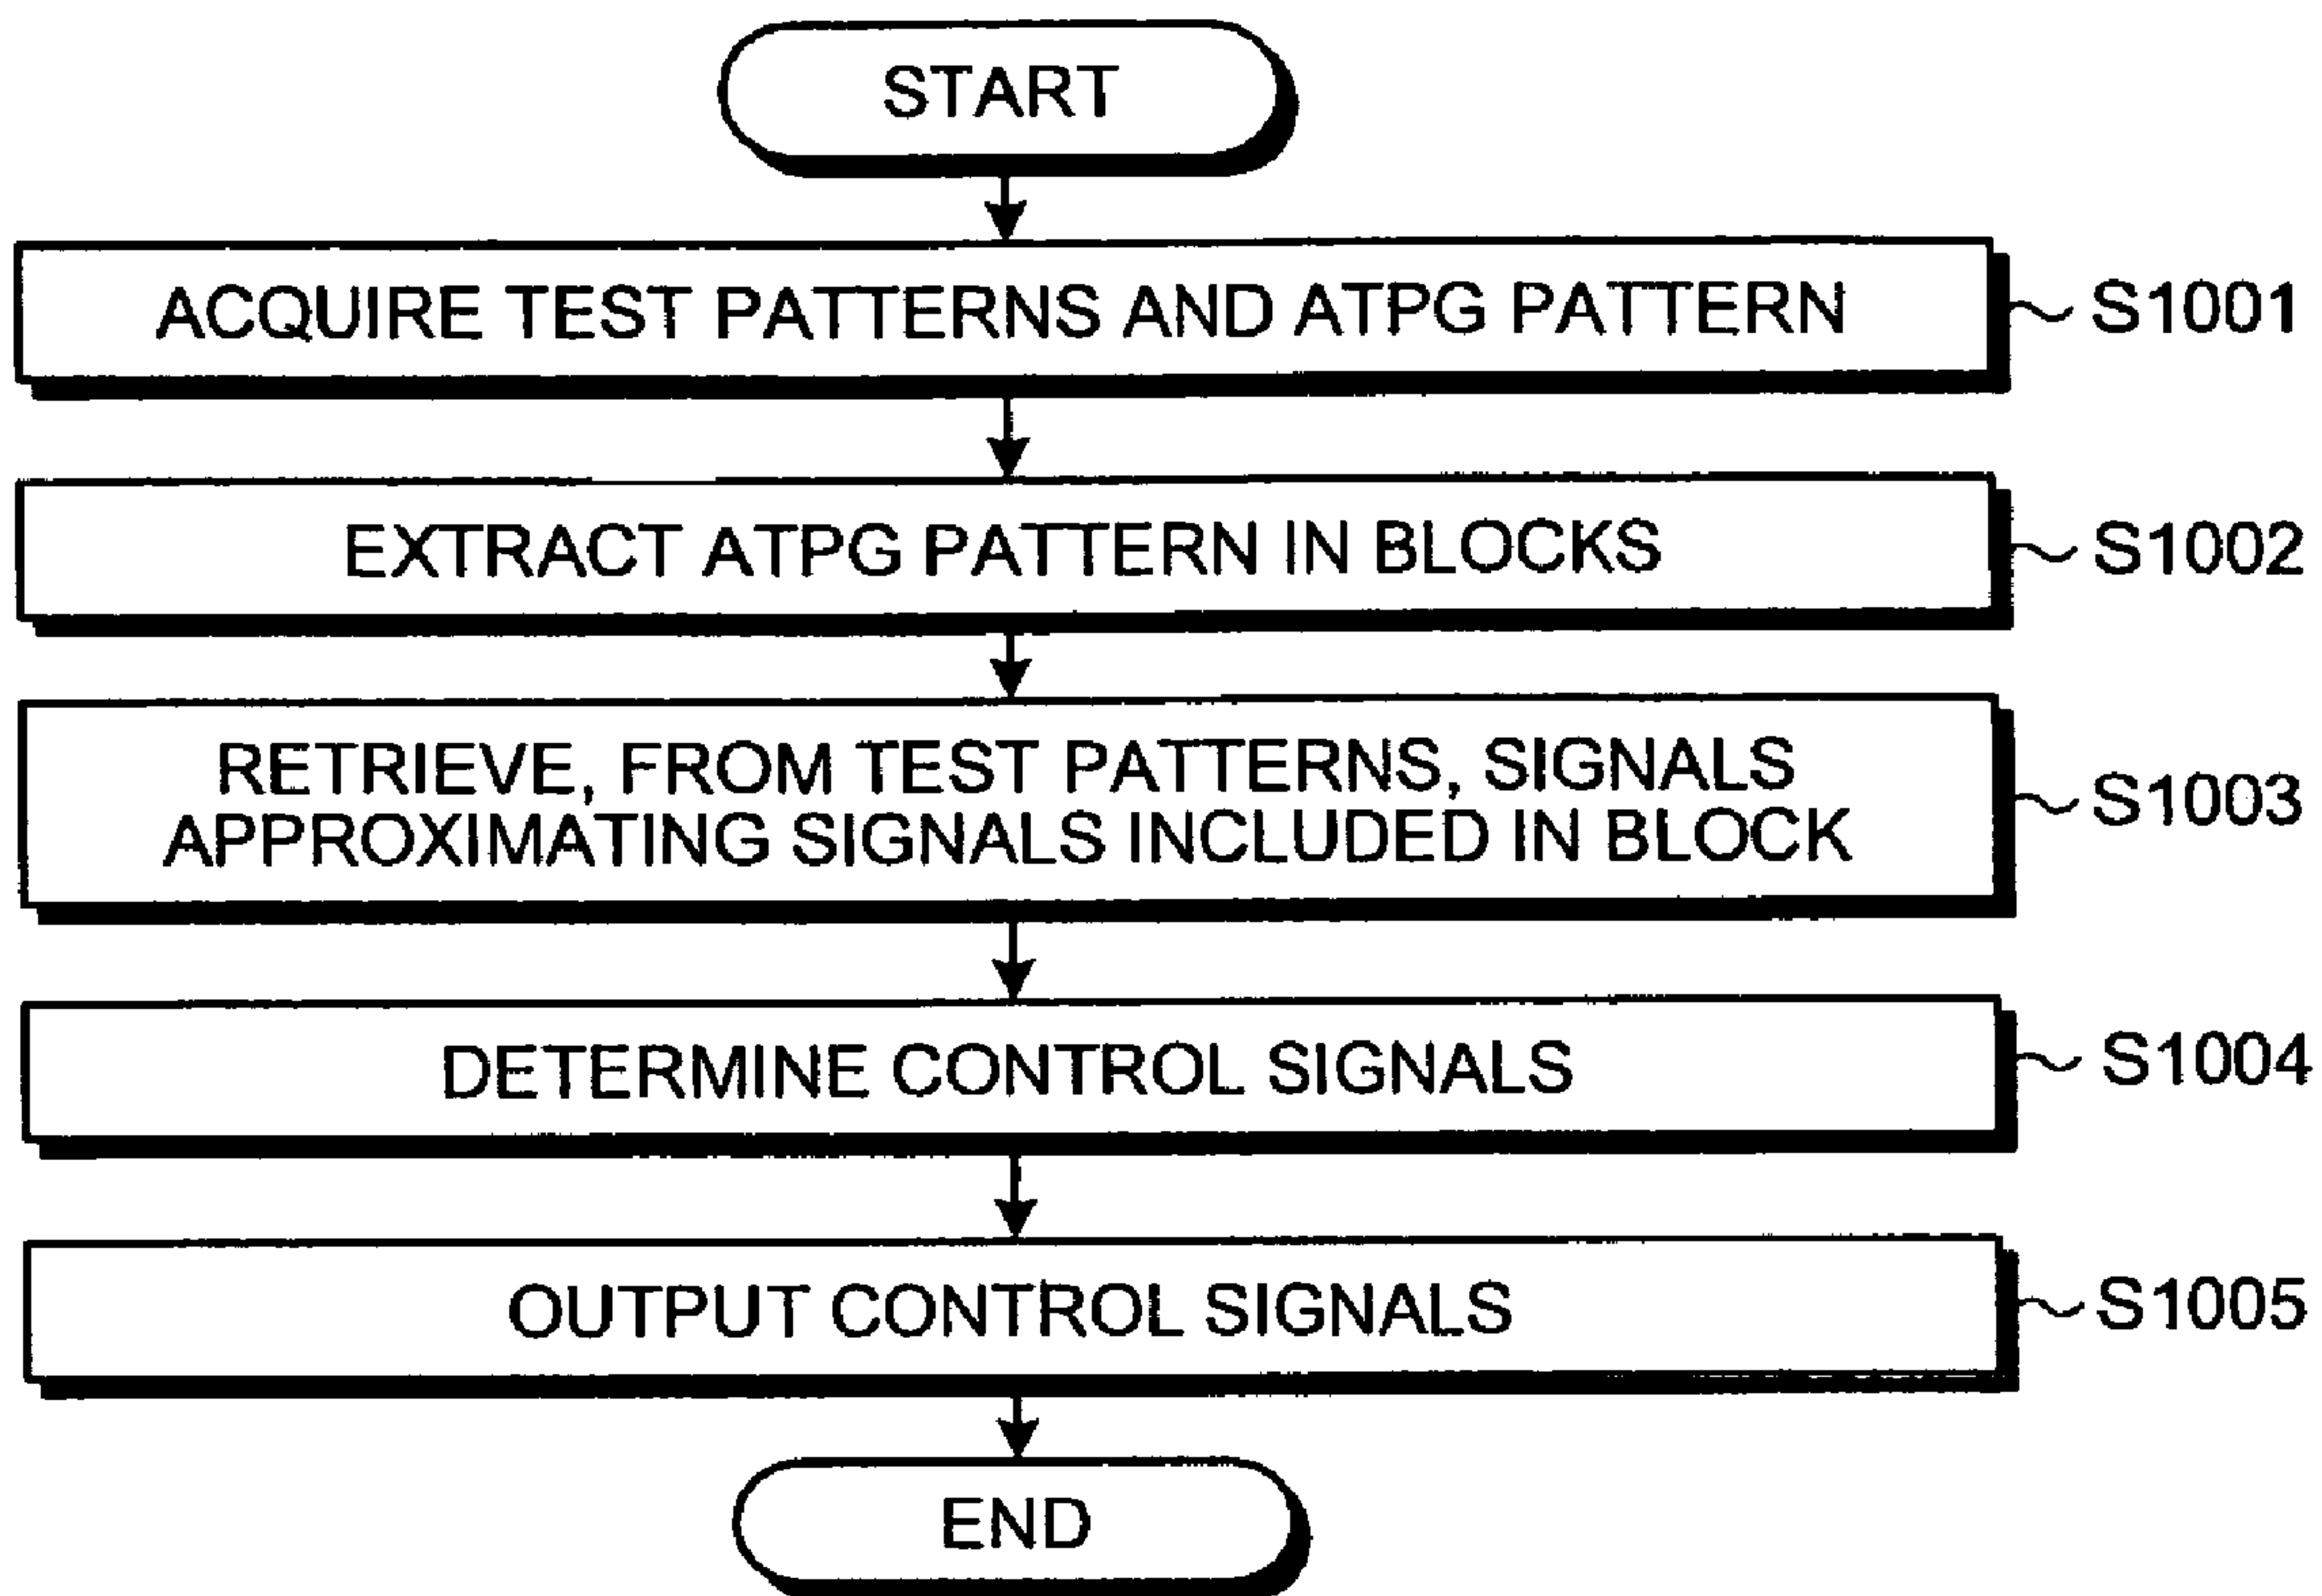 START
ACQUIRE TEST PATTERNS AND ATPG PATTERN
S1001
EXTRACT ATPG PATTERN IN BLOCKS
S1002
RETRIEVE, FROM TEST PATTERNS, SIGNALS
APPROXIMATING SIGNALS INCLUDED IN BLOCK
S1003
DETERMINE CONTROL SIGNALS
S1004
OUTPUT CONTROL SIGNALS
S1005
END